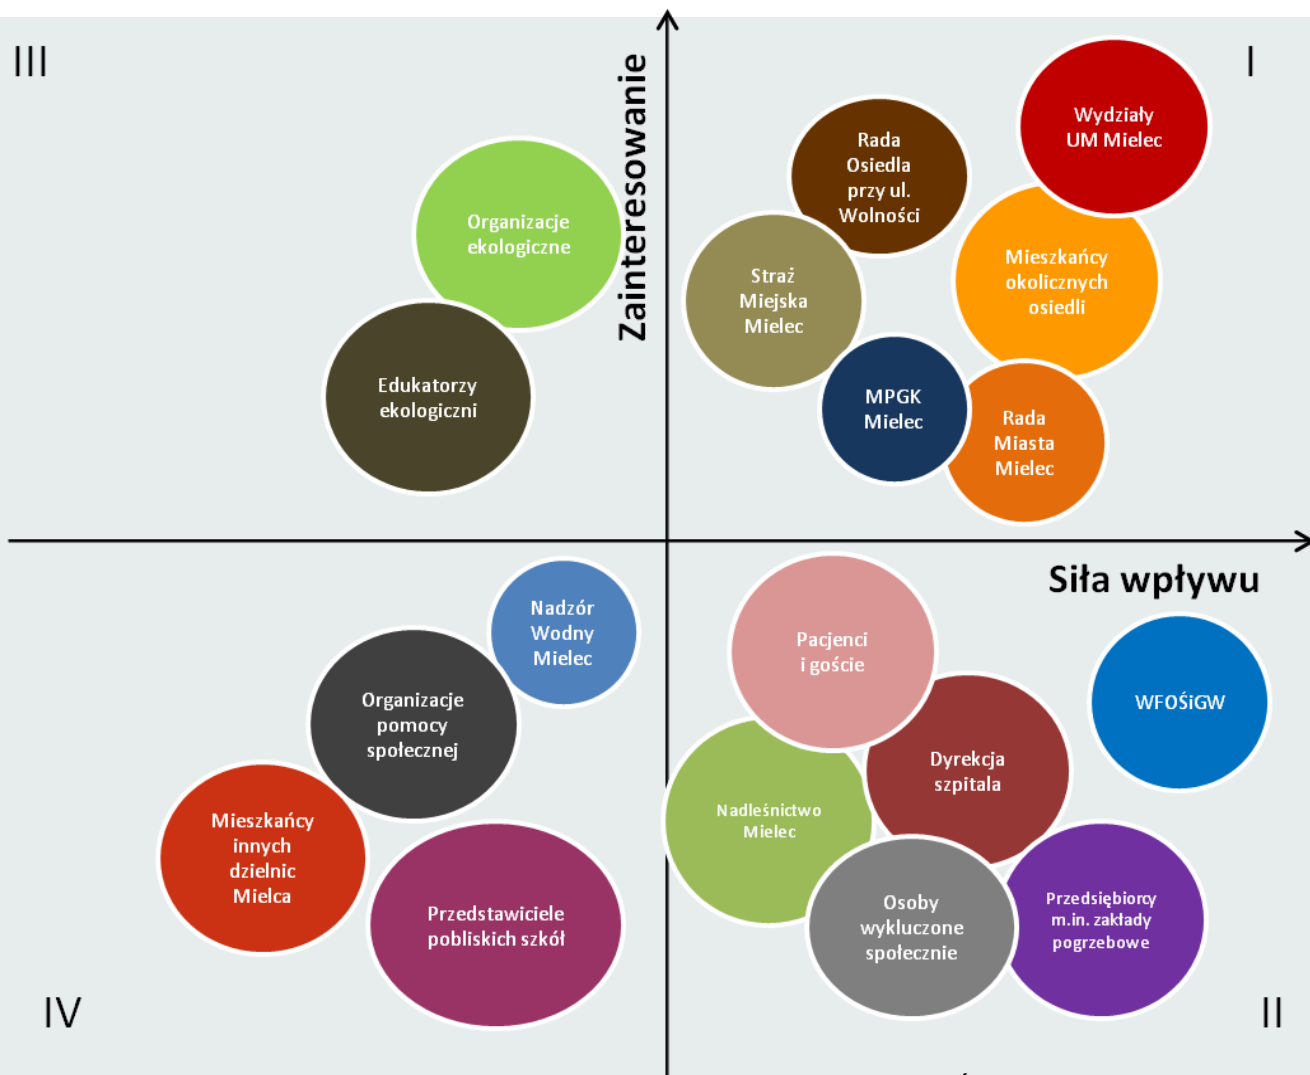 III
I
Zainteresowanie
Wydziały
UM Mielec
Rada
Osiedla
przy ul.
Wolności
Organizacje
ekologiczne
Mieszkańcy
okolicznych
osiedli
Straż
Miejska
Mielec
Edukatorzy
ekologiczni
MPGK
Mielec
Rada
Miasta
Mielec
Siła wpływu
Nadzór
Wodny
Mielec
Pacjenci
i goście
WFOŚiGW
Organizacje
pomocy
społecznej
Dyrekcja
szpitala
Nadleśnictwo
Mielec
Mieszkańcy
innych
dzielnic
Mielca
Przedstawiciele
pobliskich szkół
Osoby
wykluczone
społecznie
Przedsiębiorcy
m.in. zakłady
pogrzebowe
IV
II